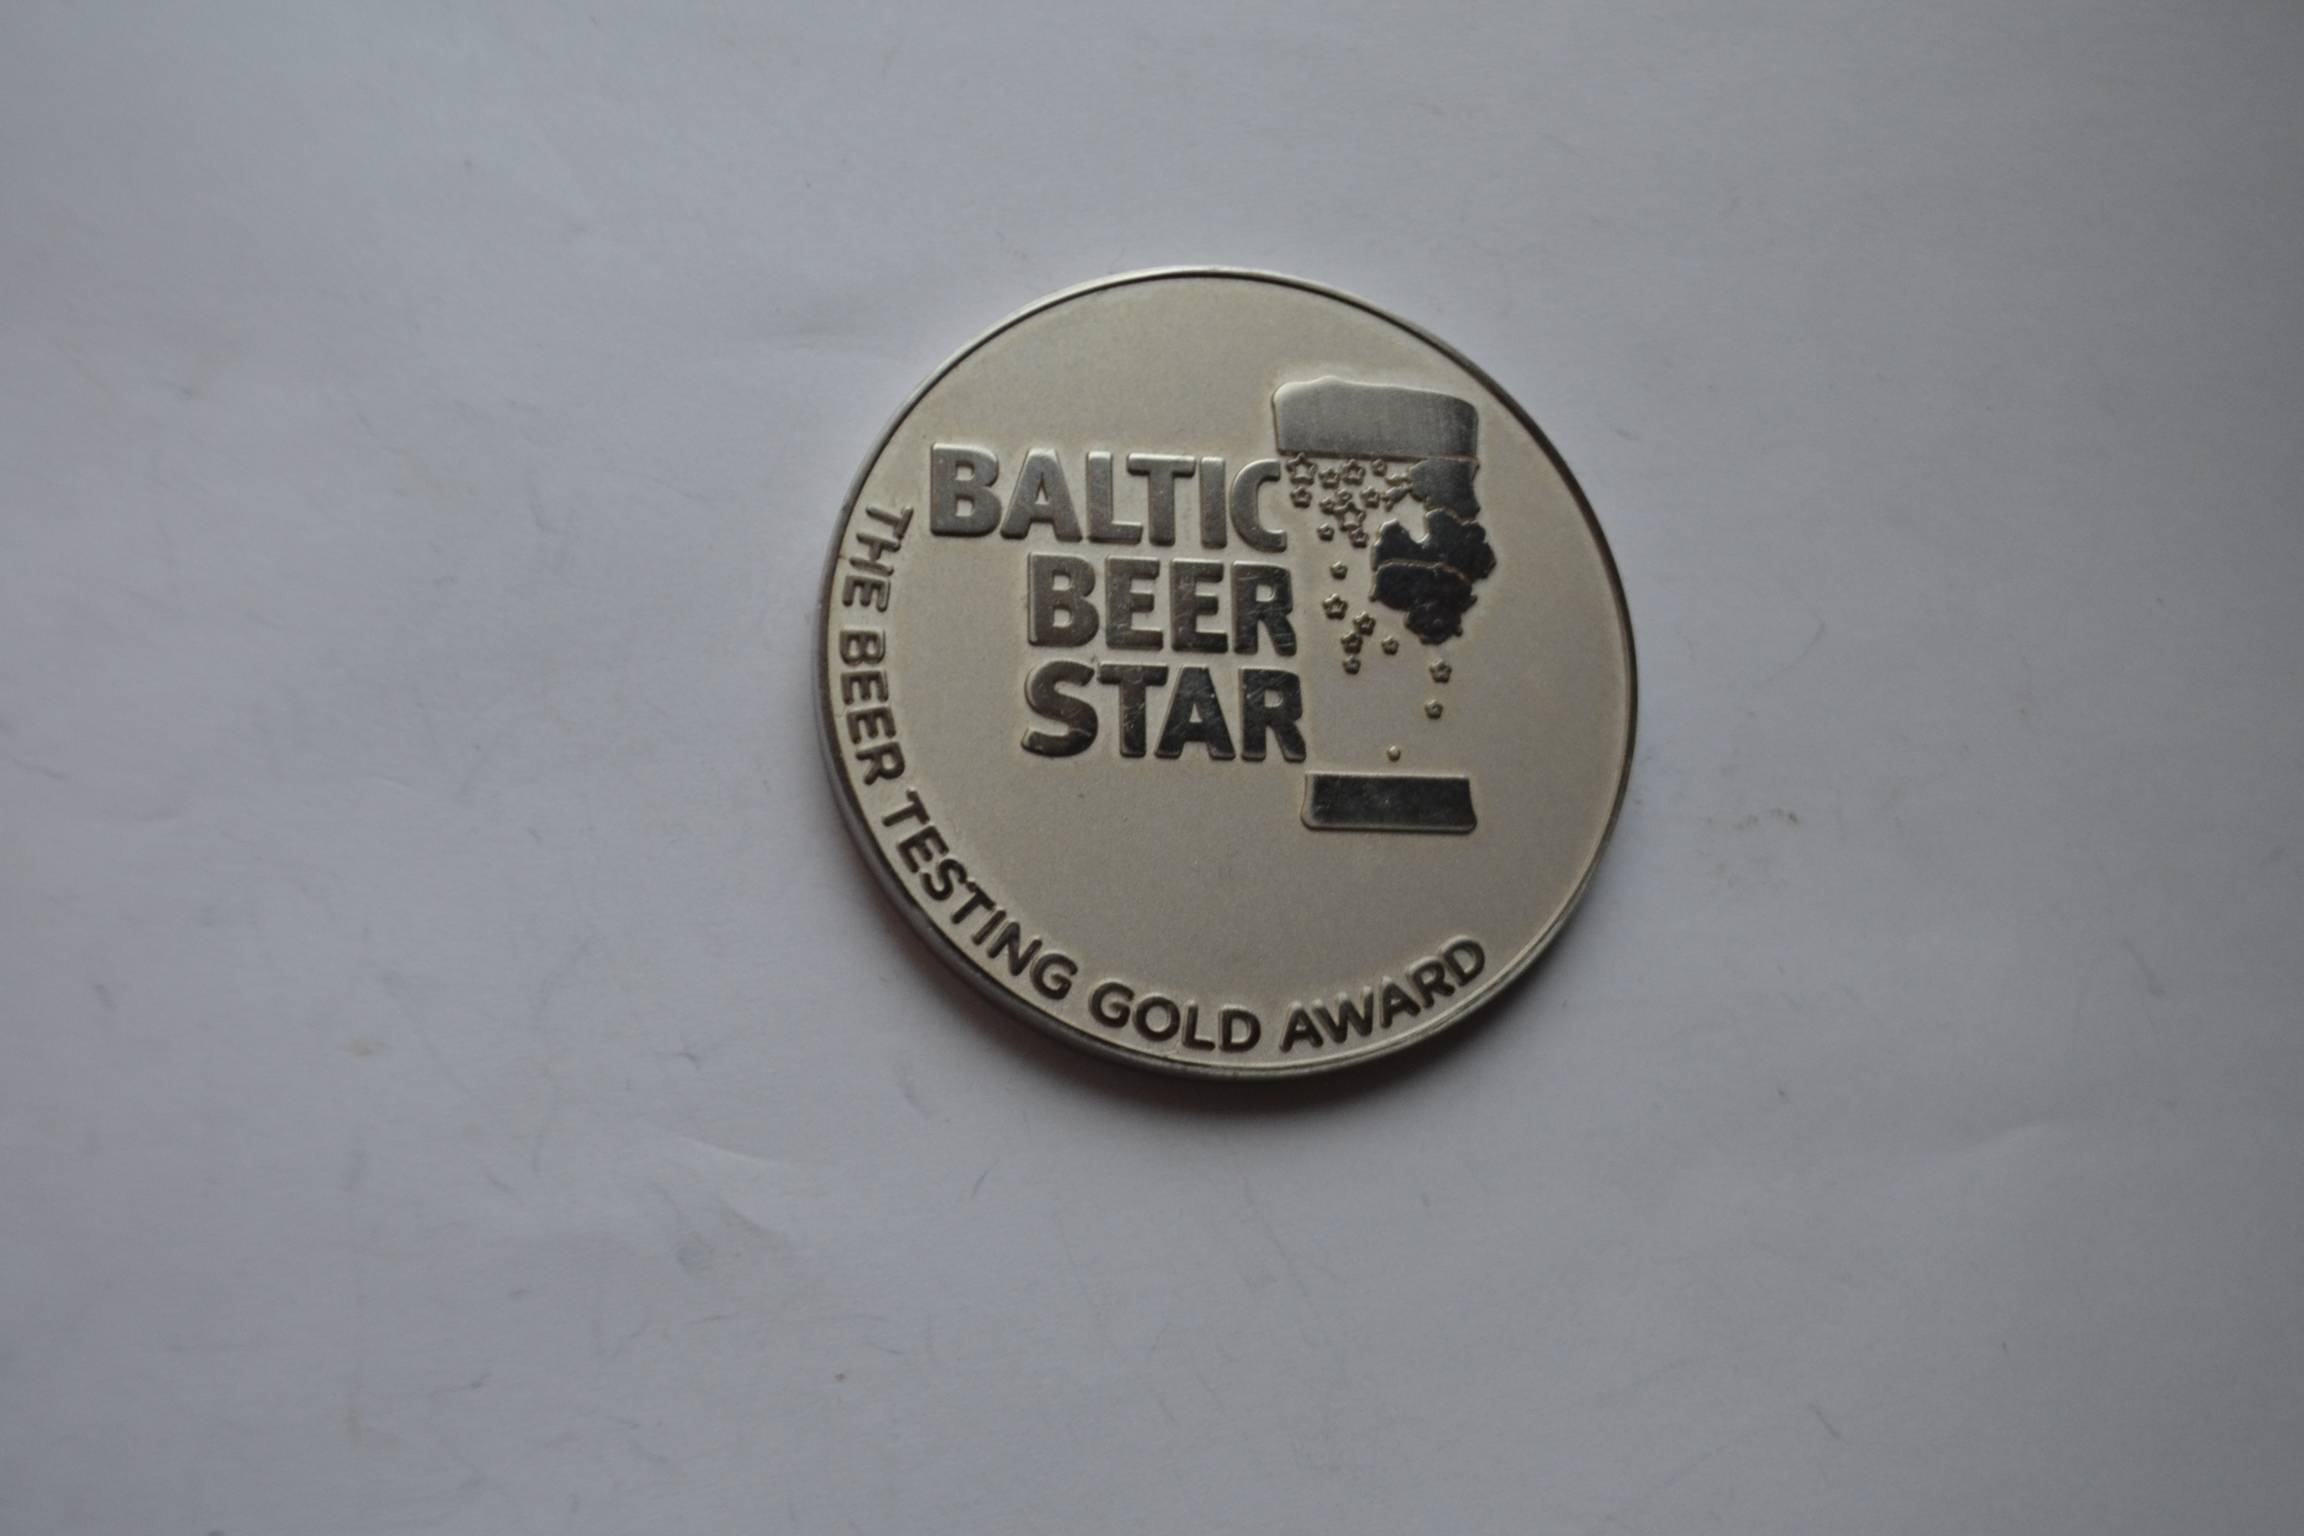 BALTIC
BEER
STAR
THE BEER TESTING GOLD AWARD